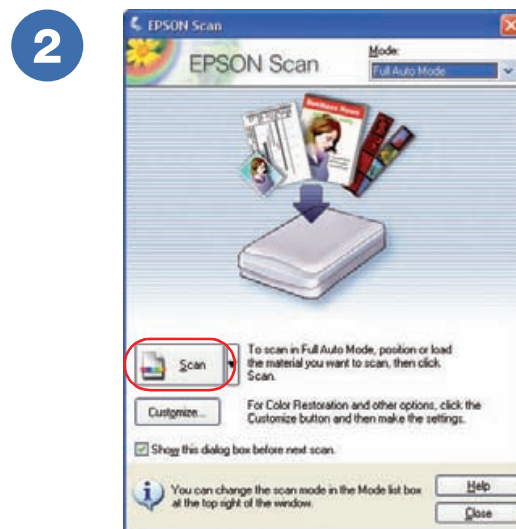 2
EPSON Scan
EPSON Scan
Mode:
Full Auto Mode
Business News
Scan
To scan in Full Auto Mode, position or load
the material you want to scan, then click
Scan.
Customize...
For Color Restoration and other options, click the
Customize button and then make the settings.
Show this dialog box before next scan.
You can change the scan mode in the Mode list box
at the top right of the window.
Help
Close